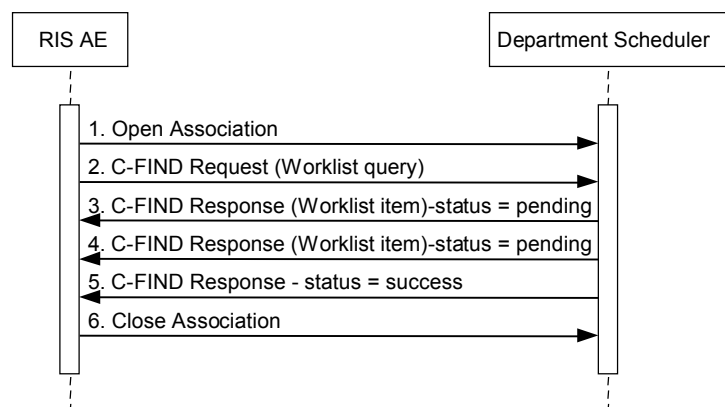 RIS AE
Department Scheduler
1. Open Association
2. C-FIND Request (Worklist query)
3. C-FIND Response (Worklist item)-status = pending
4. C-FIND Response (Worklist item)-status = pending
5. C-FIND Response - status = success
6. Close Association